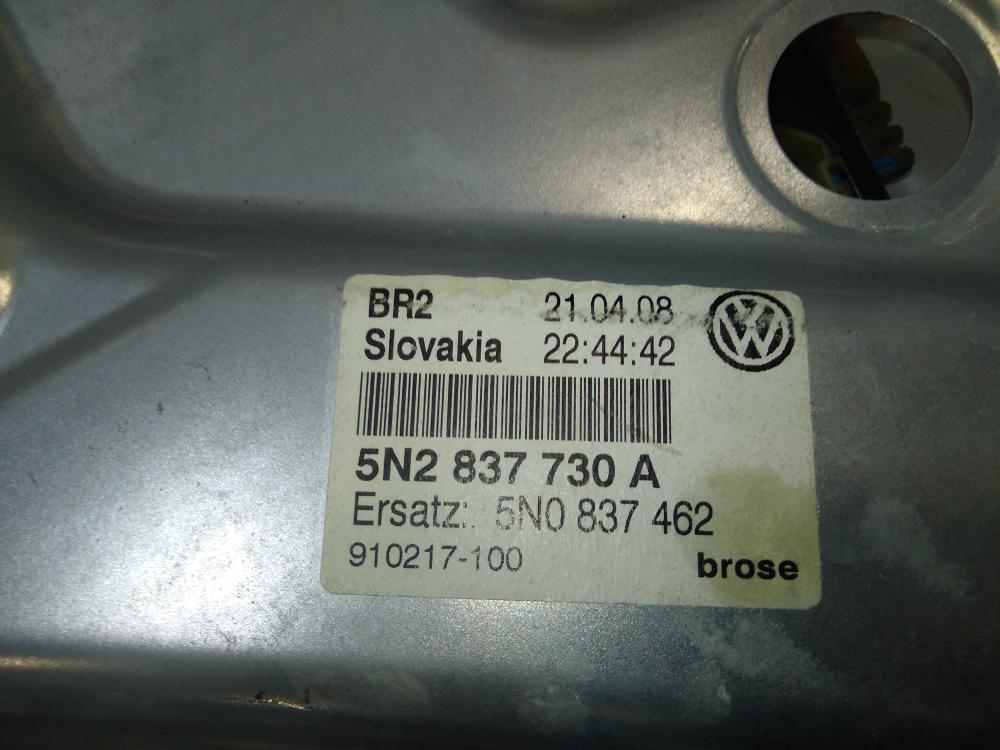 BR2 21.04.08
Slovakia 22:44:42
5N2 837 730 A
Ersatz: 5N0 837 462
910217-100 brose